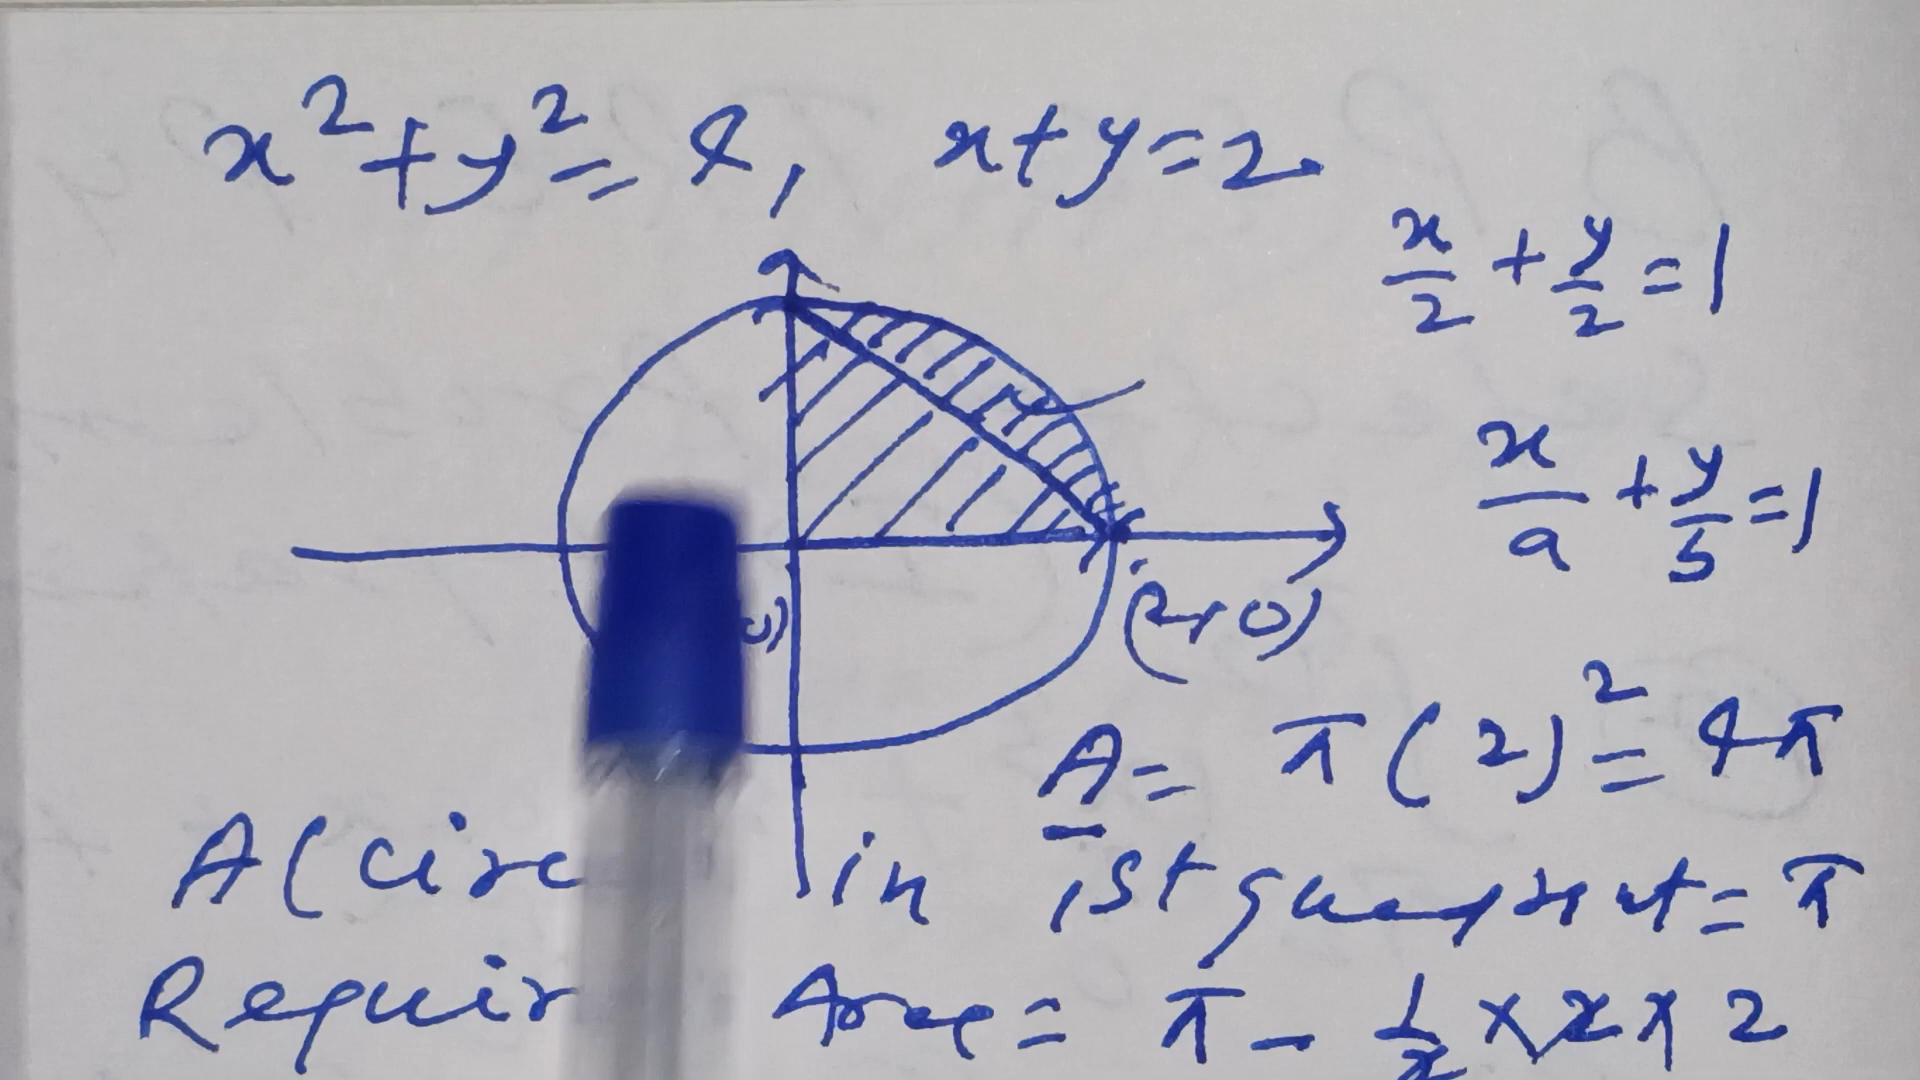 x²+y²=4, x+y=2
x/2 + y/2 = 1
x/a + y/b = 1
(2,0)
A = π(2)² = 4π
A(circ in 1st quadrant = π
Requir Area = π - 1/2 × 2 × 2